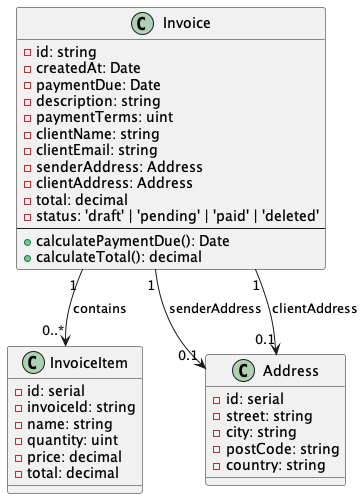 C Invoice
id: string
createdAt: Date
paymentDue: Date
description: string
paymentTerms: uint
clientName: string
clientEmail: string
senderAddress: Address
clientAddress: Address
total: decimal
status: 'draft' | 'pending' | 'paid' | 'deleted'
calculatePaymentDue(): Date
calculateTotal(): decimal
1 1 1
contains senderAddress clientAddress
0..* 0.1 0.1
C InvoiceItem
id: serial
invoiceId: string
name: string
quantity: uint
price: decimal
total: decimal
C Address
id: serial
street: string
city: string
postCode: string
country: string